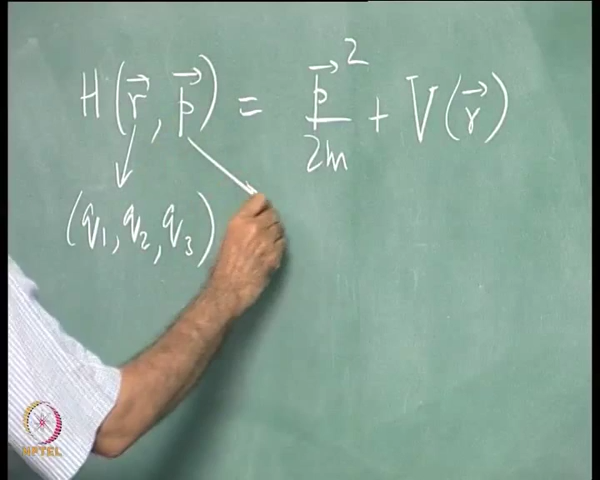 H(r⃗, p⃗) = p⃗²/2m + V(r⃗)
(q₁, q₂, q₃)
NPTEL